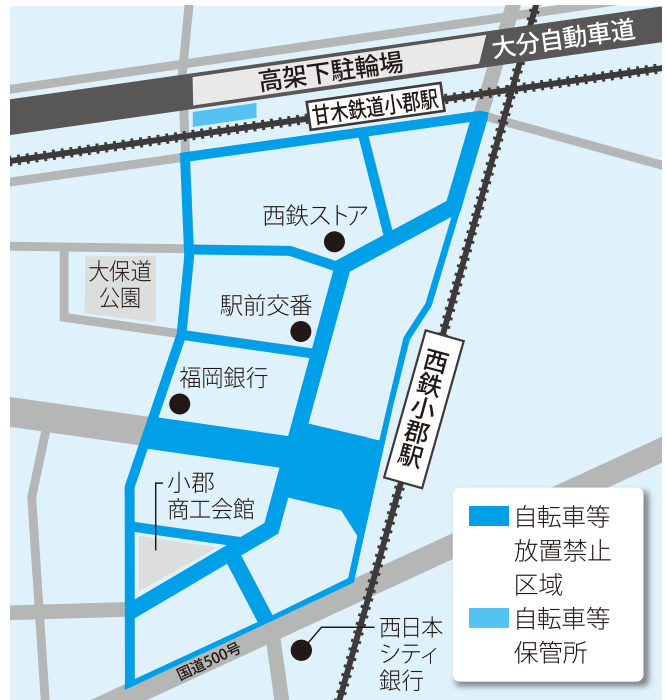 大分自動車道
高架下駐輪場
甘木鉄道小郡駅
西鉄ストア
大保道
公園
駅前交番
西鉄小郡駅
福岡銀行
小郡
商工会館
自転車等
放置禁止
区域
自転車等
保管所
西日本
シティ
銀行
国道500号